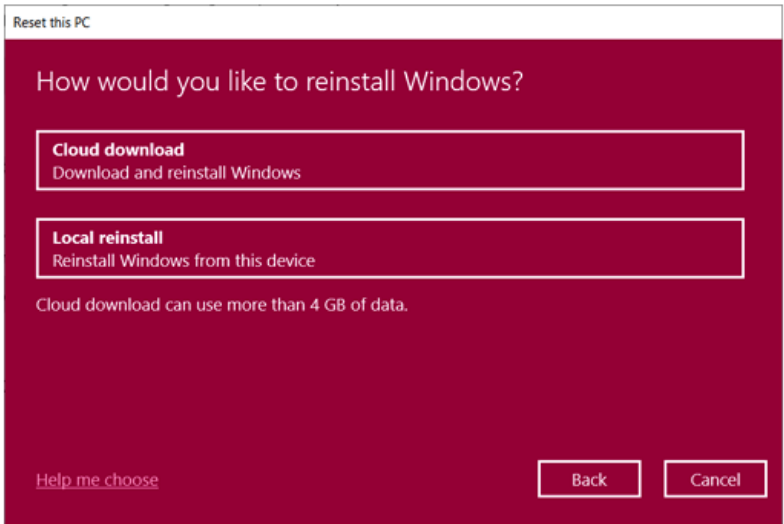 Reset this PC
How would you like to reinstall Windows?
Cloud download
Download and reinstall Windows
Local reinstall
Reinstall Windows from this device
Cloud download can use more than 4 GB of data.
Help me choose
Back
Cancel